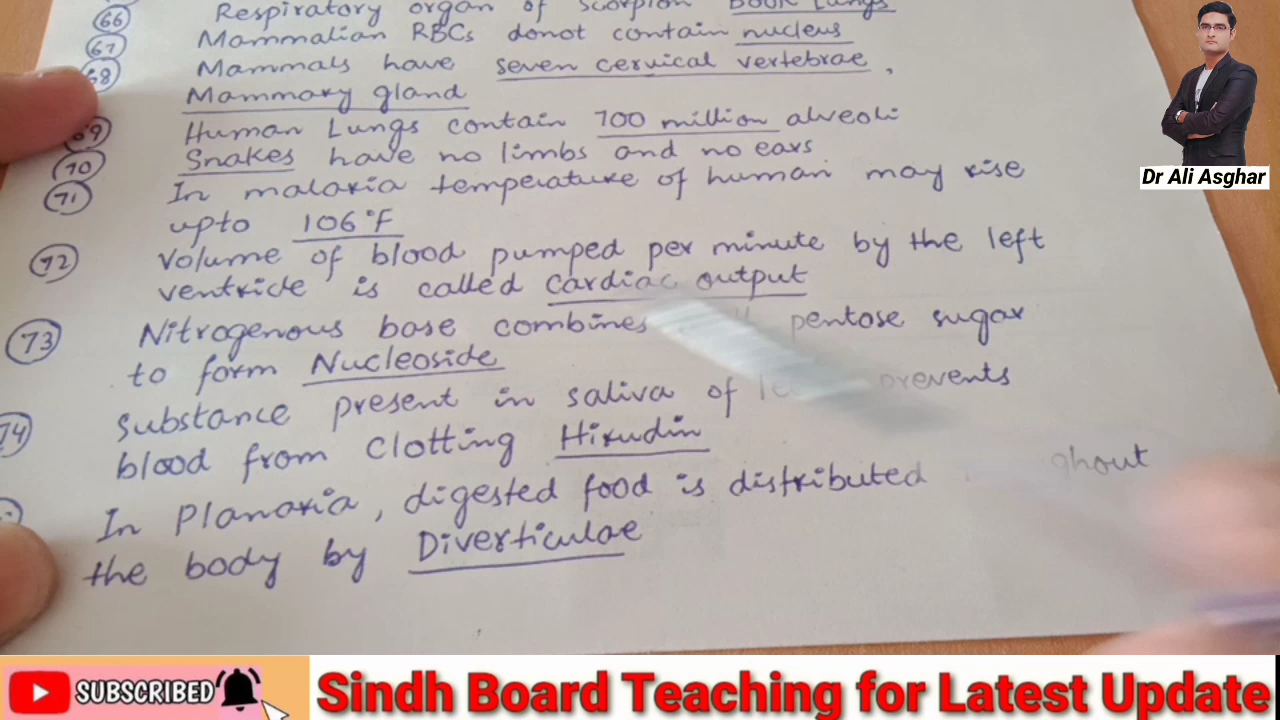 66 Respiratory organ of scorpion Book Lungs
67 Mammalian RBCs donot contain nucleus
68 Mammals have seven cervical vertebrae,
Mammary gland
69 Human Lungs contain 700 million alveoli
70 Snakes have no limbs and no ears
71 In malaria temperature of human may rise
upto 106°F
72 Volume of blood pumped per minute by the left
ventricle is called cardiac output
73 Nitrogenous base combines pentose sugar
to form Nucleoside
74 Substance present in saliva of prevents
blood from clotting Hirudin
In Planaria, digested food is distributed
the body by Diverticulae
Dr Ali Asghar
SUBSCRIBED
Sindh Board Teaching for Latest Update